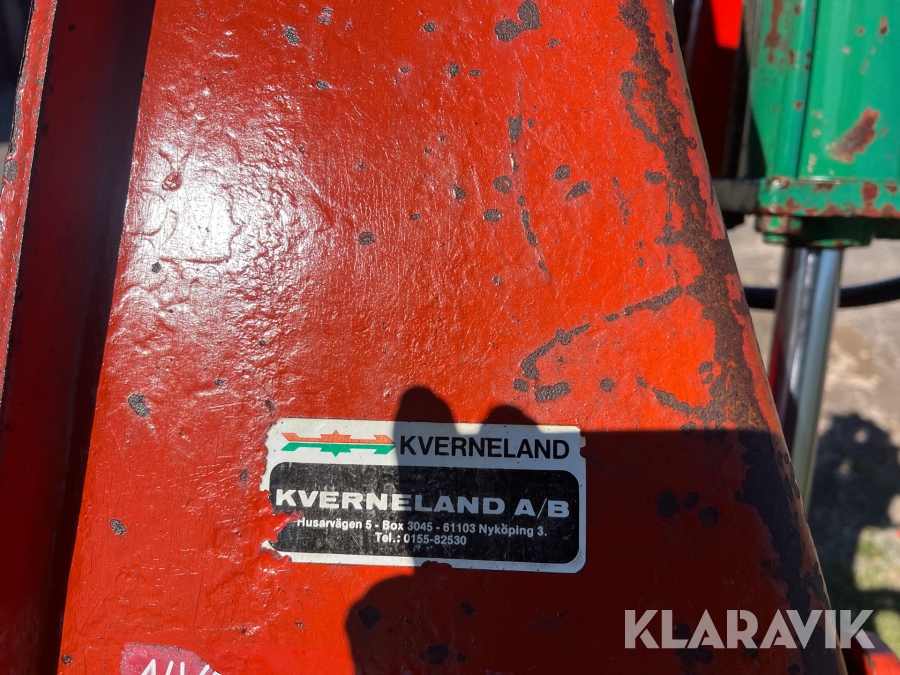 KVERNELAND
KVERNELAND A/B
Husarvägen 5 - Box 3045 - 61103 Nyköping 3.
Tel.: 0155-82530
KLARAVIK